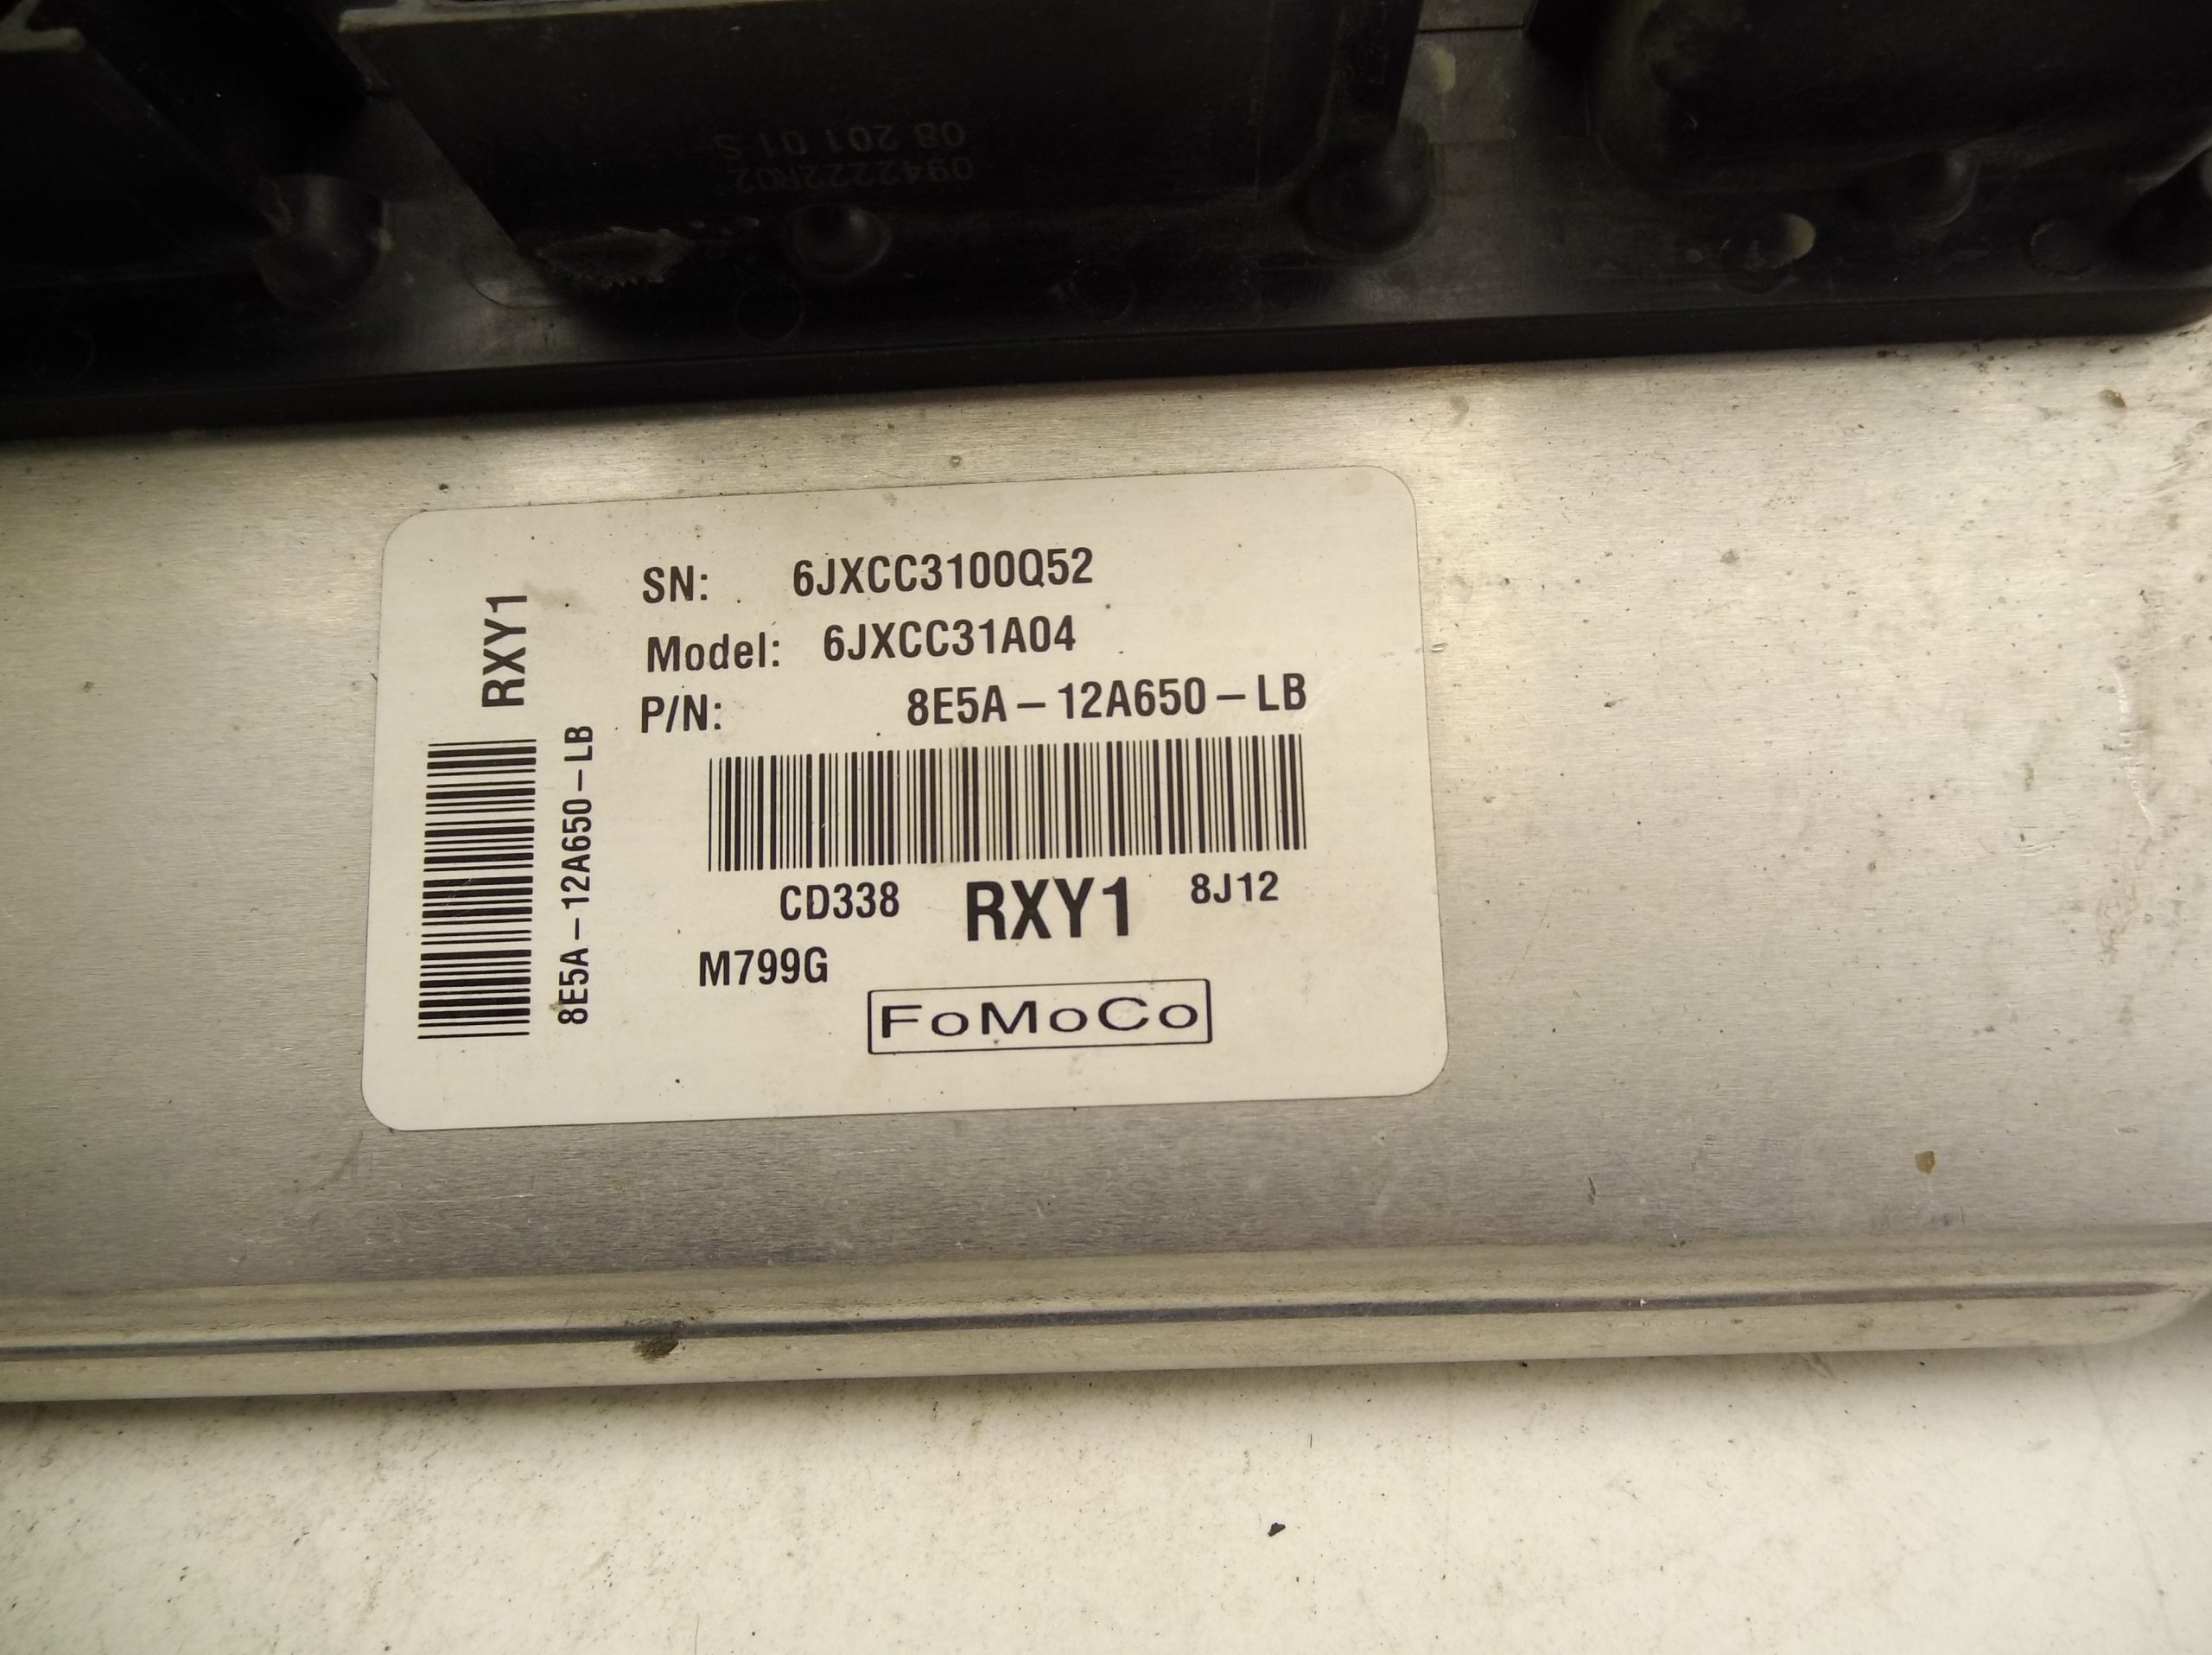 0942222R02
08 201 01 S
SN: 6JXCC3100Q52
Model: 6JXCC31A04
P/N: 8E5A – 12A650 – LB
CD338 RXY1 8J12
M799G
FoMoCo
RXY1
8E5A – 12A650 – LB